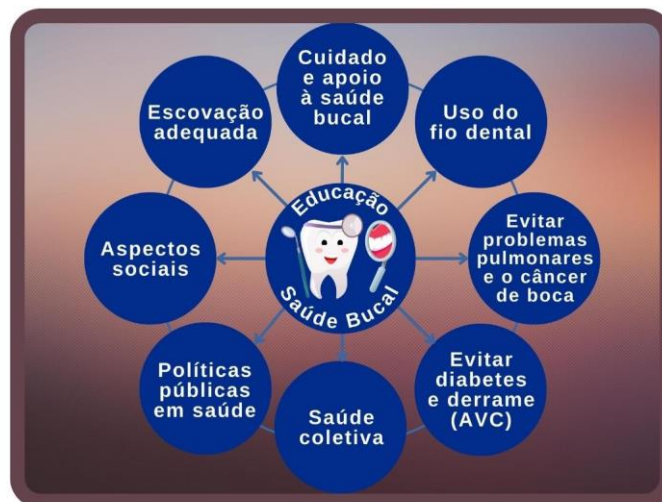 Cuidado
e apoio
à saúde
bucal
Uso do
fio dental
Evitar
problemas
pulmonares
e o câncer
de boca
Evitar
diabetes
e derrame
(AVC)
Saúde
coletiva
Políticas
públicas
em saúde
Aspectos
sociais
Escovação
adequada
Educação
Saúde Bucal